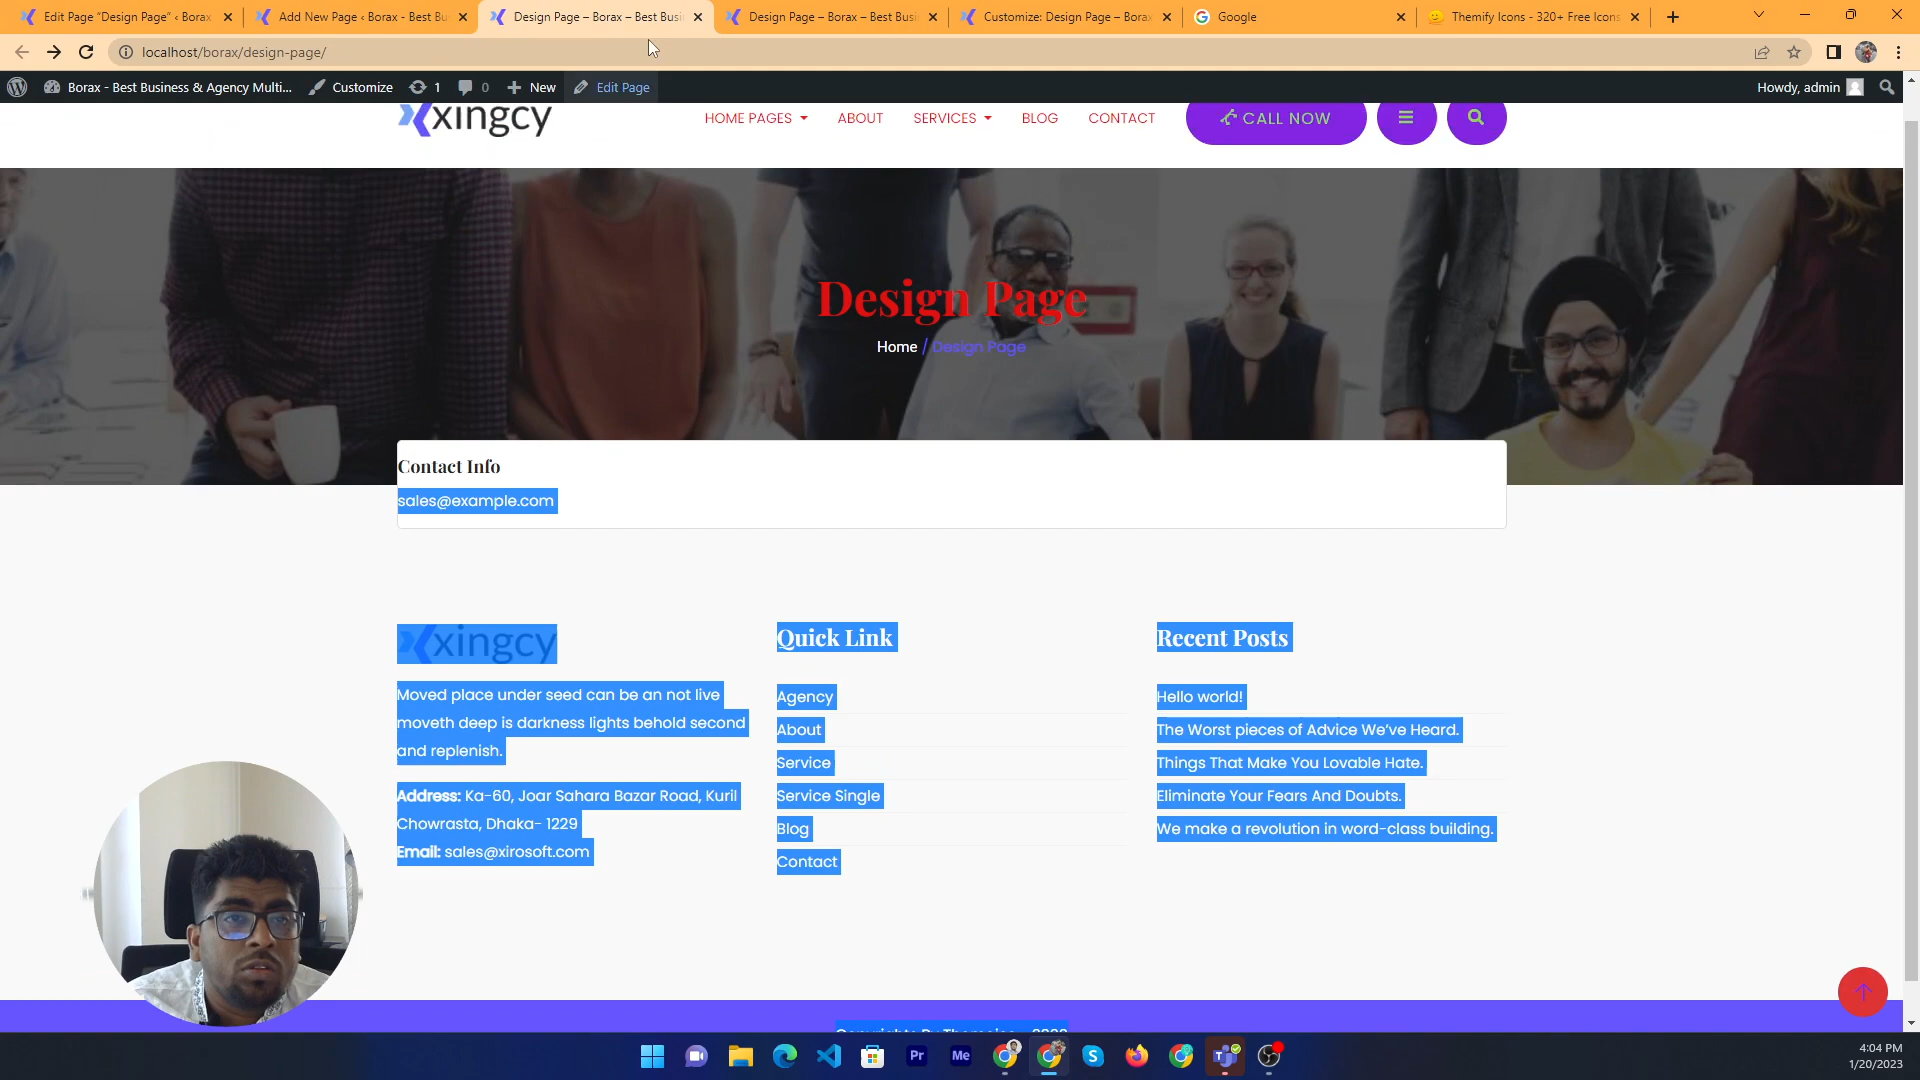 Edit Page “Design Page” ‹ Borax
Add New Page ‹ Borax - Best Bu
Design Page – Borax – Best Busi
Design Page – Borax – Best Busi
Customize: Design Page – Borax
Google
Themify Icons - 320+ Free Icons
localhost/borax/design-page/
Borax - Best Business & Agency Multi...
Customize
1
0
New
Edit Page
Howdy, admin
xingcy
HOME PAGES
ABOUT
SERVICES
BLOG
CONTACT
CALL NOW
Design Page
Home / Design Page
Contact Info
sales@example.com
xingcy
Moved place under seed can be an not live
moveth deep is darkness lights behold second
and replenish.
Address: Ka-60, Joar Sahara Bazar Road, Kuril
Chowrasta, Dhaka- 1229
Email: sales@xirosoft.com
Quick Link
Agency
About
Service
Service Single
Blog
Contact
Recent Posts
Hello world!
The Worst pieces of Advice We’ve Heard.
Things That Make You Lovable Hate.
Eliminate Your Fears And Doubts.
We make a revolution in word-class building.
Pr
Me
4:04 PM
1/20/2023